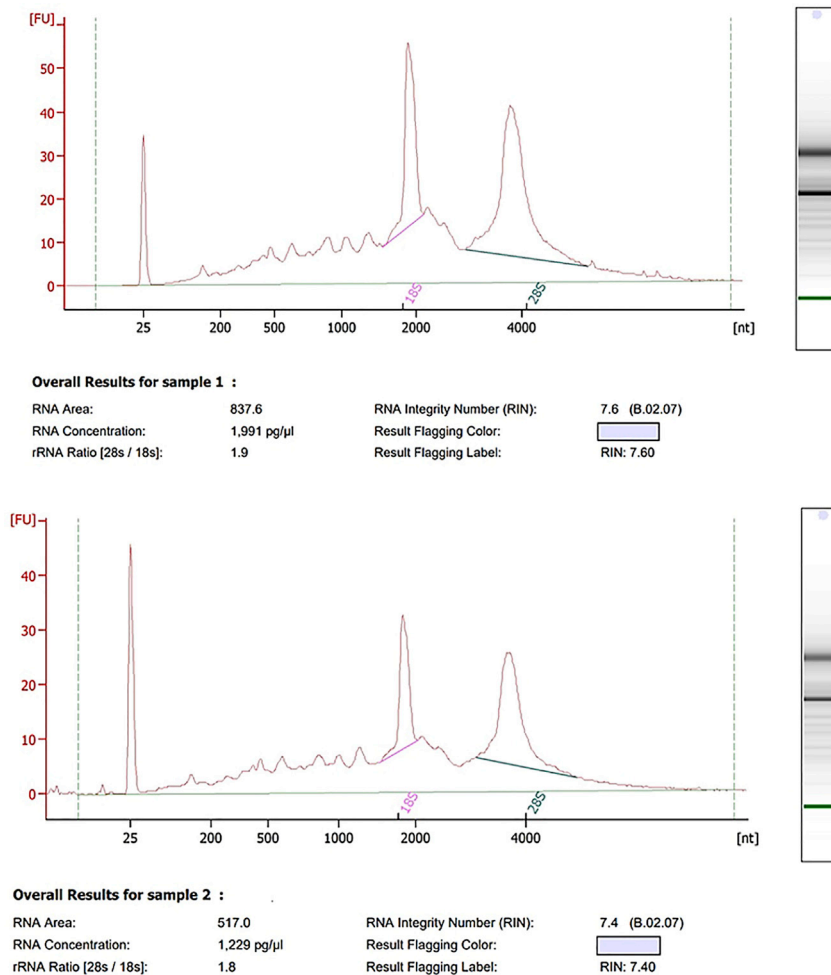 [FU]
50
40
30
20
10
0
18S
28S
25 200 500 1000 2000 4000 [nt]
Overall Results for sample 1 :
RNA Area: 837.6 RNA Integrity Number (RIN): 7.6 (B.02.07)
RNA Concentration: 1,991 pg/µl Result Flagging Color:
rRNA Ratio [28s / 18s]: 1.9 Result Flagging Label: RIN: 7.60
[FU]
40
30
20
10
0
18S
28S
25 200 500 1000 2000 4000 [nt]
Overall Results for sample 2 :
RNA Area: 517.0 RNA Integrity Number (RIN): 7.4 (B.02.07)
RNA Concentration: 1,229 pg/µl Result Flagging Color:
rRNA Ratio [28s / 18s]: 1.8 Result Flagging Label: RIN: 7.40